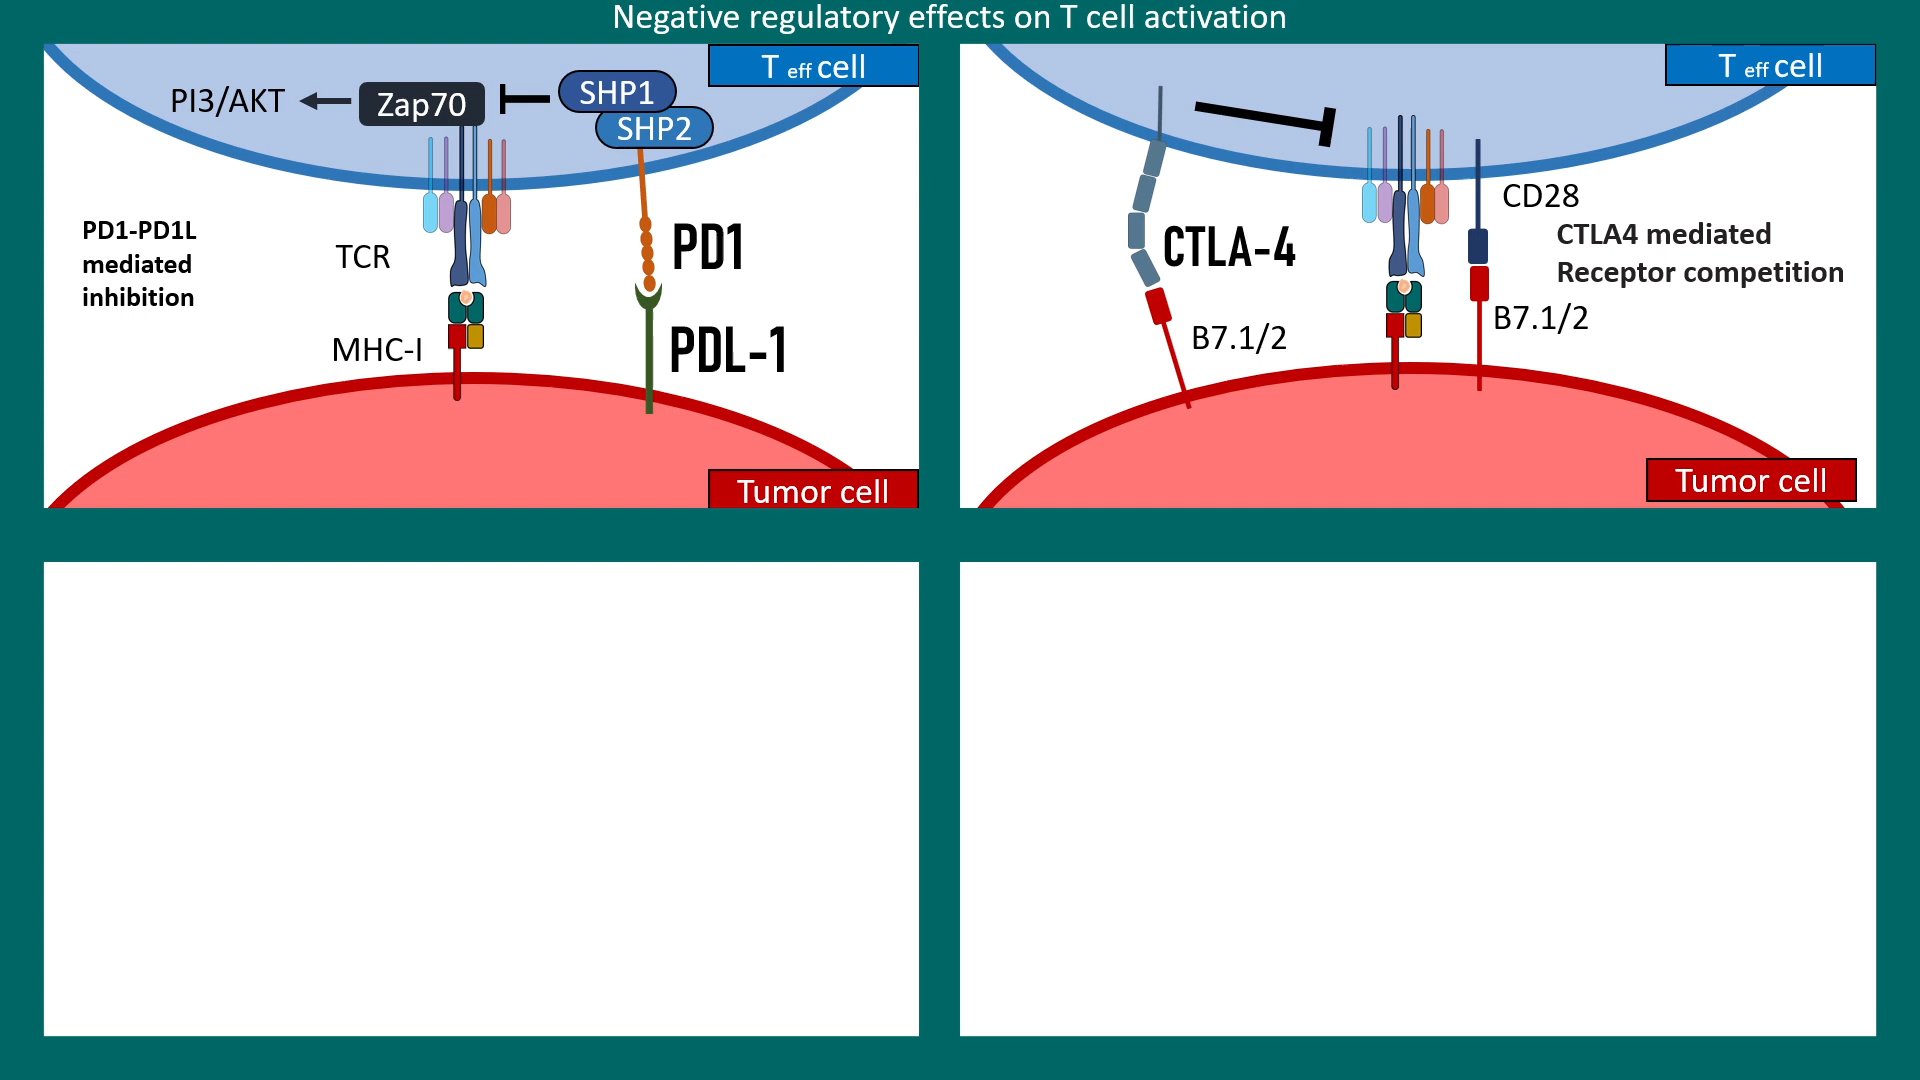 Negative regulatory effects on T cell activation
T eff cell
PI3/AKT
Zap70
SHP1
SHP2
PD1-PD1L
mediated
inhibition
TCR
PD1
MHC-I
PDL-1
Tumor cell
T eff cell
CD28
CTLA-4
CTLA4 mediated
Receptor competition
B7.1/2
B7.1/2
Tumor cell